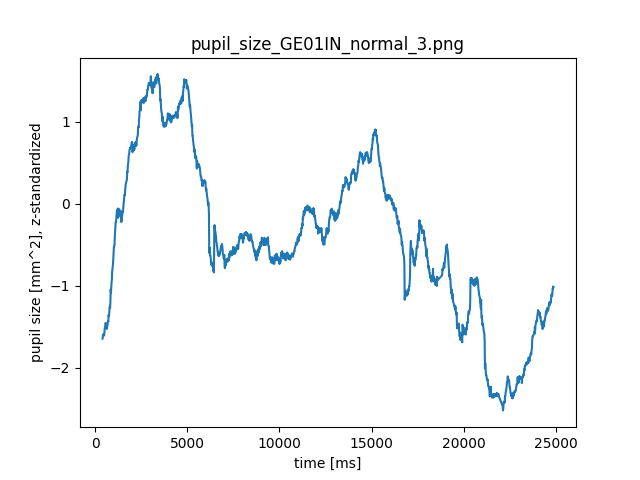 pupil_size_GE01IN_normal_3.png
pupil size [mm^2], z-standardized
1
0
−1
−2
0 5000 10000 15000 20000 25000
time [ms]